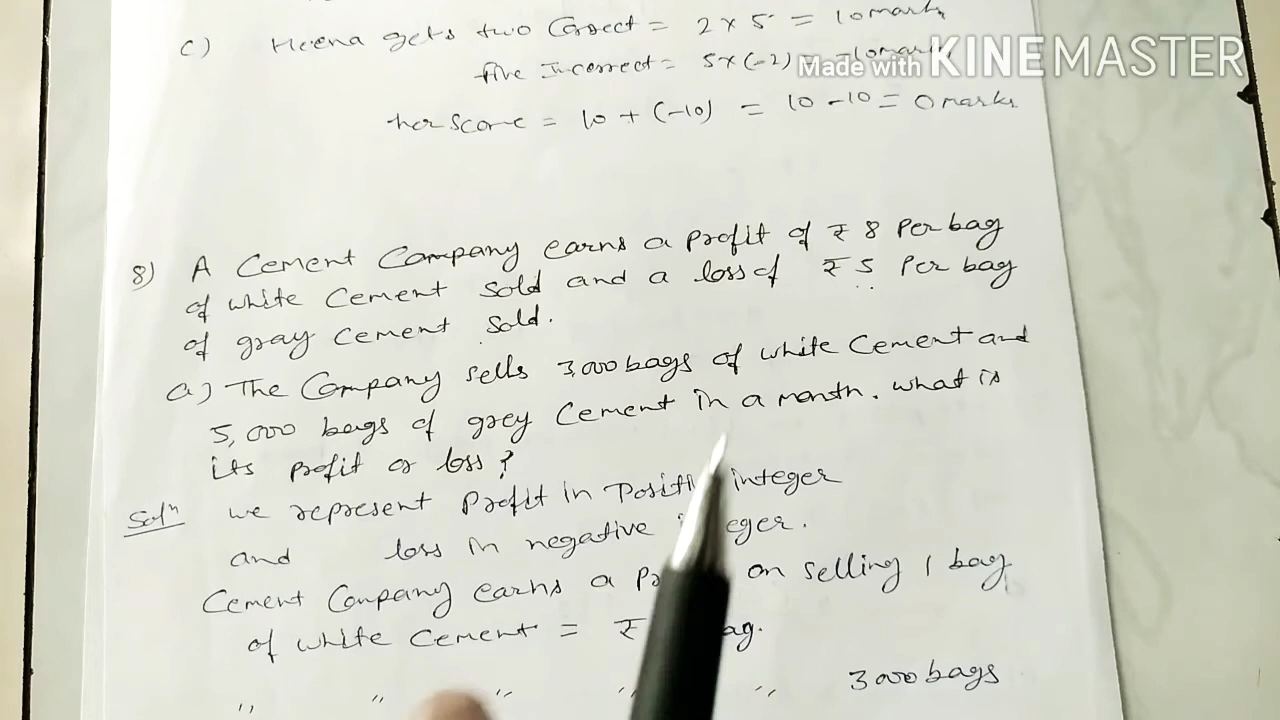 c) Heena gets two Correct = 2 x 5 = 10 marks
five Incorrect = 5x(-2) = -10 marks
Made with KINEMASTER
her score = 10 + (-10) = 10 -10 = 0 marks
8) A Cement Company earns a profit of ₹ 8 Per bag
of white Cement sold and a loss of ₹ 5 Per bag
of gray Cement Sold.
a) The Company sells 3,000 bags of white Cement and
5,000 bags of grey Cement in a month. what is
its profit or loss?
Solⁿ we represent Profit in Positi integer
and loss in negative eger.
Cement Company earns a on selling 1 bag
of white Cement = ₹ ag.
" " " " " 3000 bags